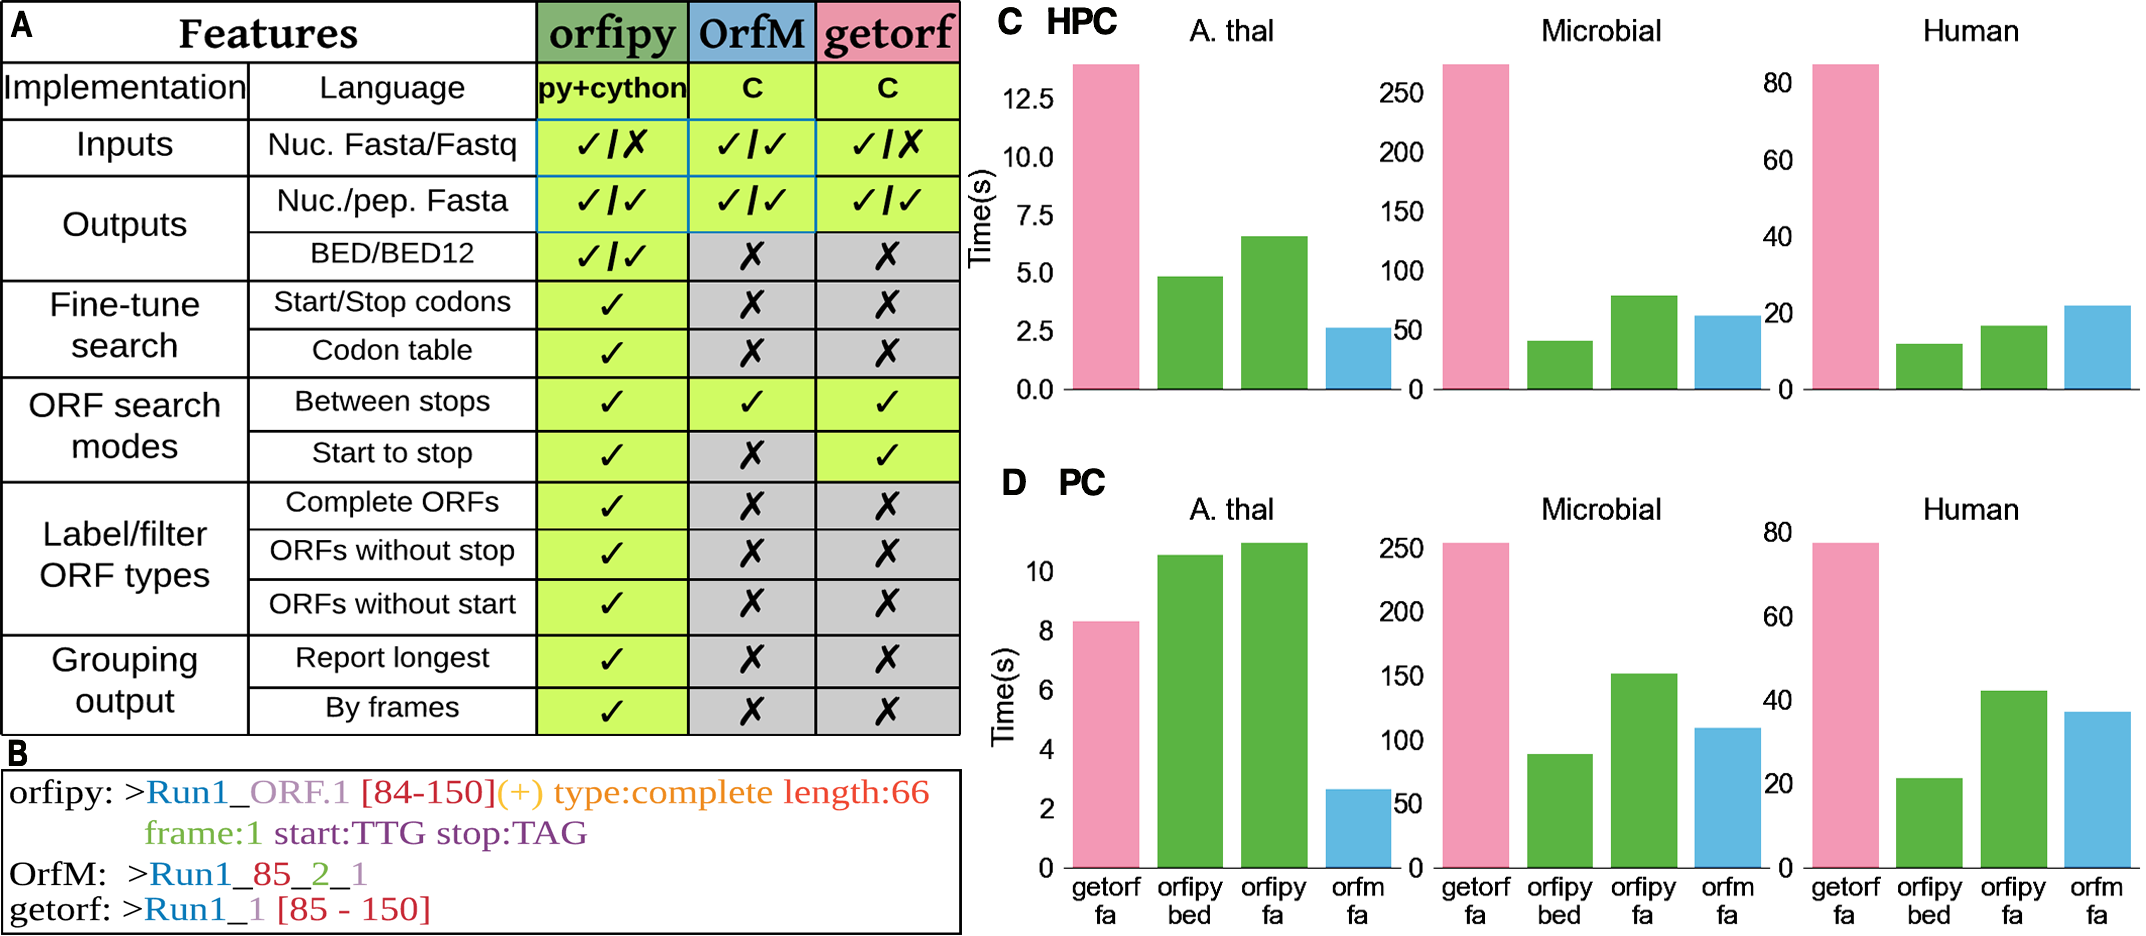 A Features orfipy OrfM getorf
Implementation Language py+cython C C
Inputs Nuc. Fasta/Fastq ✓/✗ ✓/✓ ✓/✗
Outputs Nuc./pep. Fasta ✓/✓ ✓/✓ ✓/✓
BED/BED12 ✓/✓ ✗ ✗
Fine-tune
search
Start/Stop codons ✓ ✗ ✗
Codon table ✓ ✗ ✗
ORF search
modes
Between stops ✓ ✓ ✓
Start to stop ✓ ✗ ✓
Label/filter
ORF types
Complete ORFs ✓ ✗ ✗
ORFs without stop ✓ ✗ ✗
ORFs without start ✓ ✗ ✗
Grouping
output
Report longest ✓ ✗ ✗
By frames ✓ ✗ ✗
B
orfipy: >Run1_ORF.1 [84-150](+) type:complete length:66
frame:1 start:TTG stop:TAG
OrfM: >Run1_85_2_1
getorf: >Run1_1 [85 - 150]
C HPC
Time(s)
A. thal
12.5
10.0
7.5
5.0
2.5
0.0
Microbial
250
200
150
100
50
0
Human
80
60
40
20
0
D PC
Time(s)
A. thal
10
8
6
4
2
0
getorf fa
orfipy bed
orfipy fa
orfm fa
Microbial
250
200
150
100
50
0
getorf fa
orfipy bed
orfipy fa
orfm fa
Human
80
60
40
20
0
getorf fa
orfipy bed
orfipy fa
orfm fa